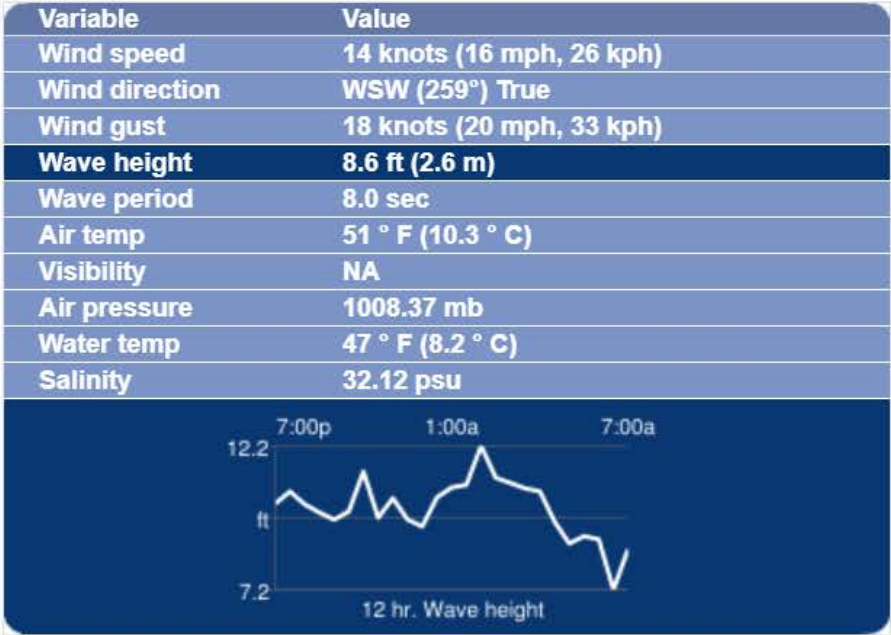 Variable Value
Wind speed 14 knots (16 mph, 26 kph)
Wind direction WSW (259°) True
Wind gust 18 knots (20 mph, 33 kph)
Wave height 8.6 ft (2.6 m)
Wave period 8.0 sec
Air temp 51 ° F (10.3 ° C)
Visibility NA
Air pressure 1008.37 mb
Water temp 47 ° F (8.2 ° C)
Salinity 32.12 psu
7:00p 1:00a 7:00a
12.2
ft
7.2
12 hr. Wave height